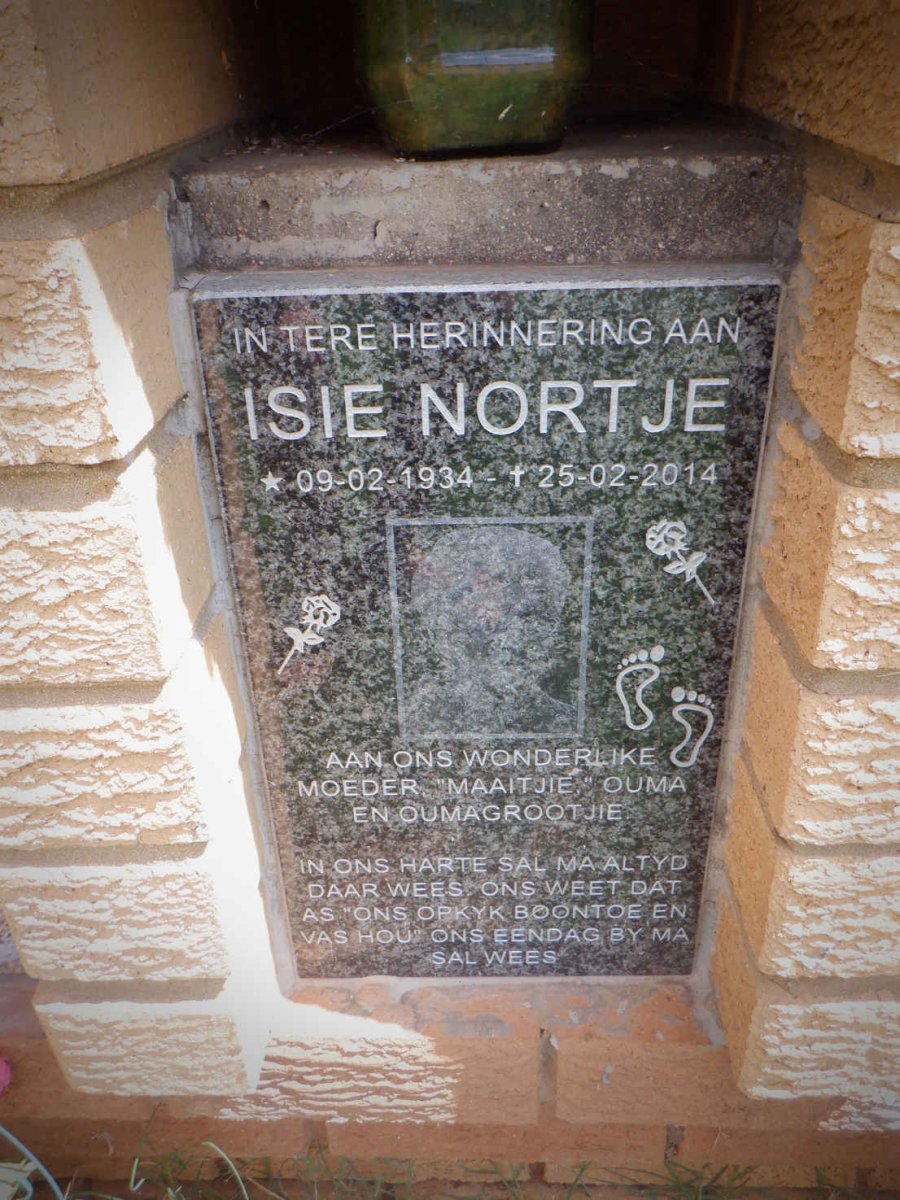 IN TERE HERINNERING AAN
ISIE NORTJE
★ 09-02-1934 - ✝ 25-02-2014
AAN ONS WONDERLIKE
MOEDER, "MAAITJIE," OUMA
EN OUMAGROOTJIE
IN ONS HARTE SAL MA ALTYD
DAAR WEES. ONS WEET DAT
AS "ONS OPKYK BOONTOE EN
VAS HOU" ONS EENDAG BY MA
SAL WEES